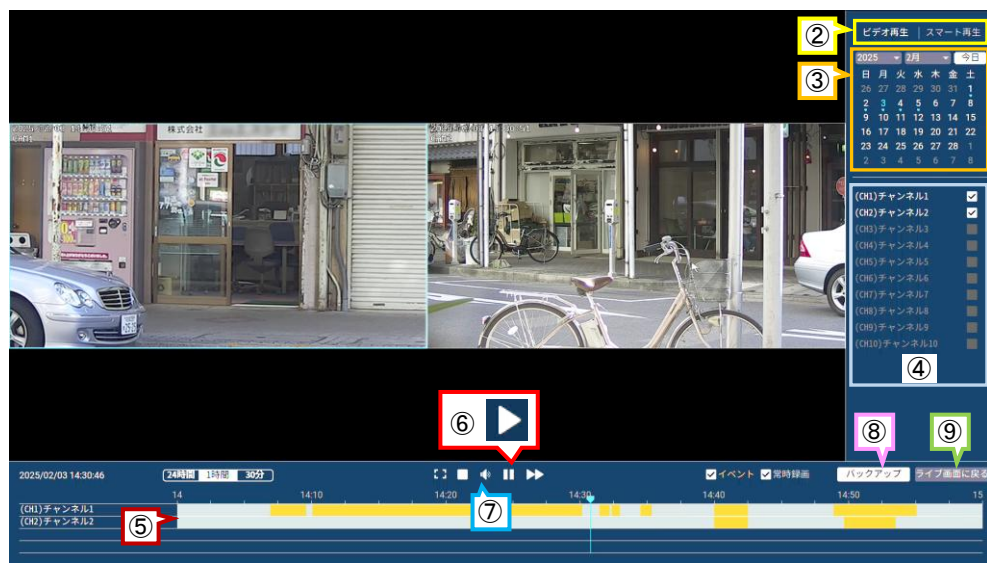 ②
ビデオ再生 | スマート再生
③
2025 2月 今日
日 月 火 水 木 金 土
26 27 28 29 30 31 1
2 3 4 5 6 7 8
9 10 11 12 13 14 15
16 17 18 19 20 21 22
23 24 25 26 27 28 1
2 3 4 5 6 7 8
株式会社
(CH1)チャンネル1
(CH2)チャンネル2
(CH3)チャンネル3
(CH4)チャンネル4
(CH5)チャンネル5
(CH6)チャンネル6
(CH7)チャンネル7
(CH8)チャンネル8
(CH9)チャンネル9
(CH10)チャンネル10
④
⑥
⑧
⑨
2025/02/03 14:30:46
24時間 1時間 30分
イベント 常時録画
バックアップ
ライブ画面に戻る
14 14:10 14:20 14:30 14:40 14:50 15
⑦
(CH1)チャンネル1
(CH2)チャンネル2
⑤